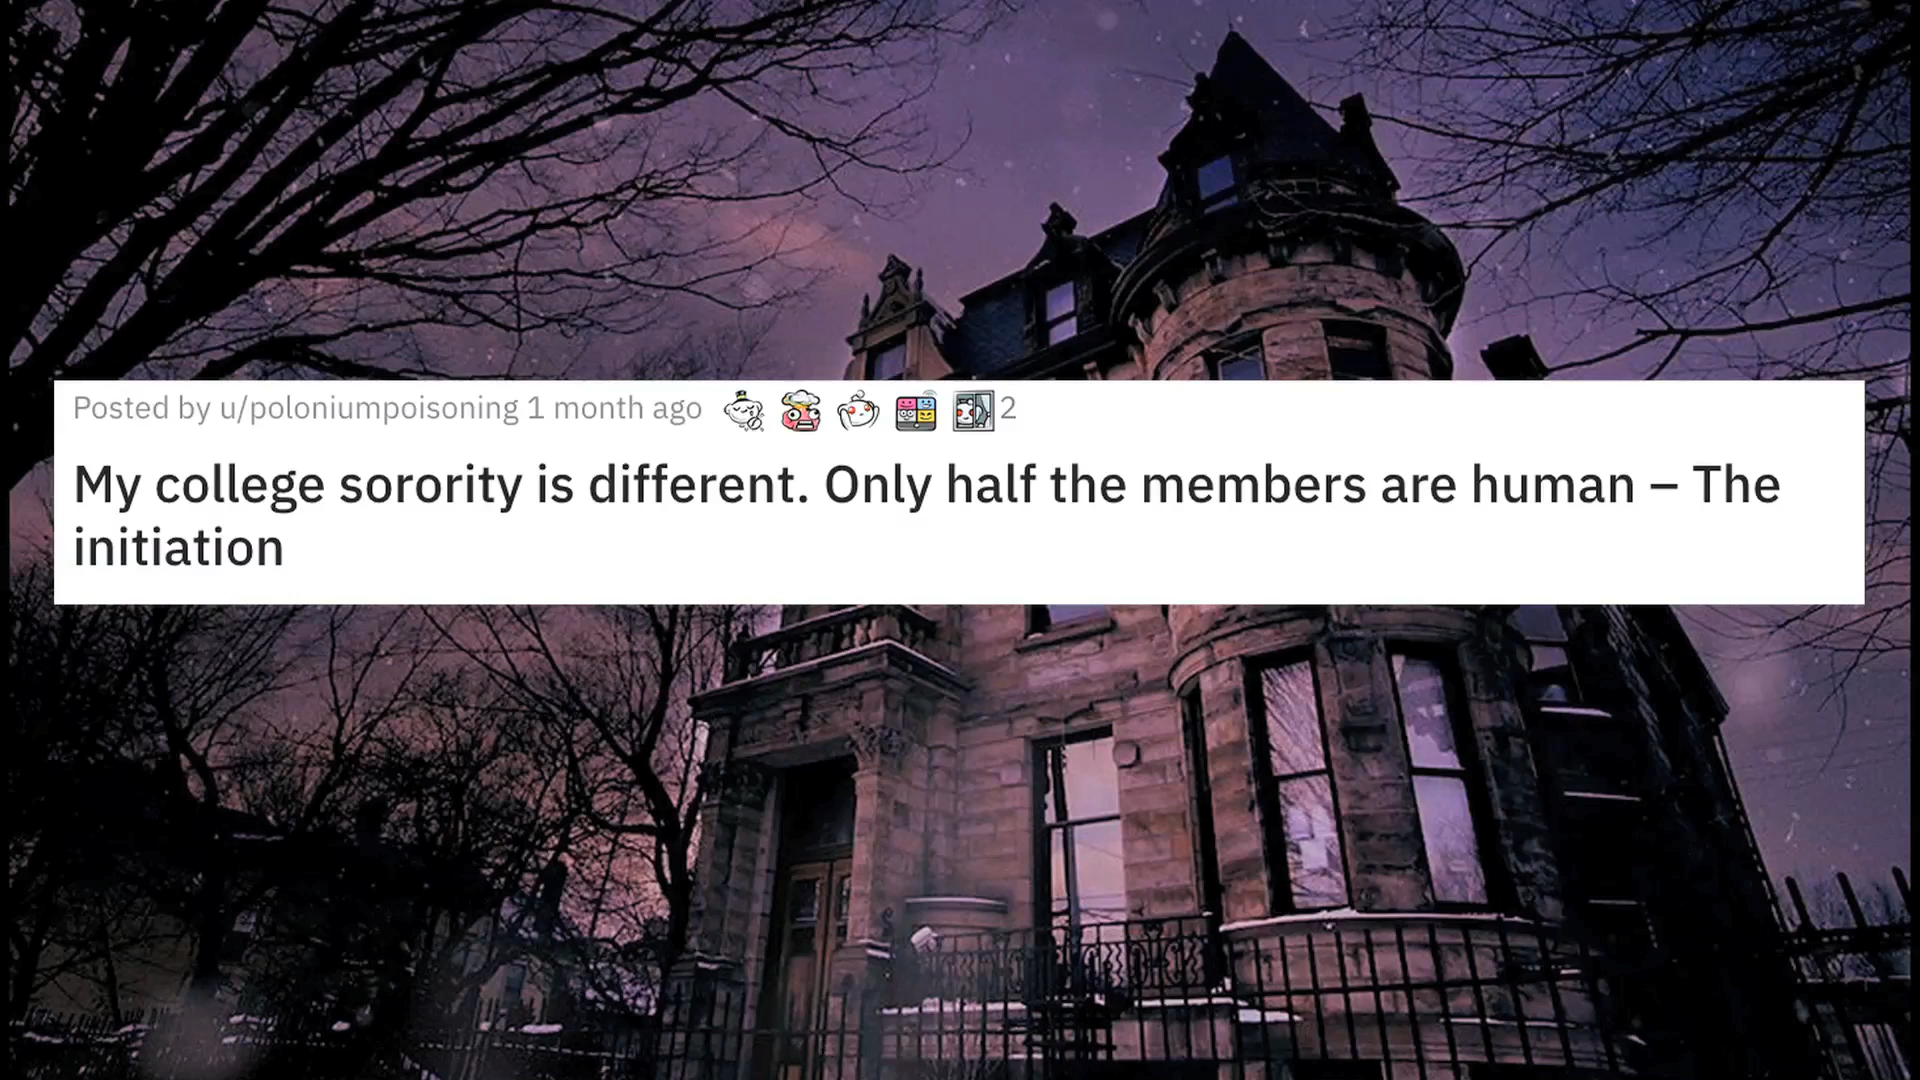 Posted by u/poloniumpoisoning 1 month ago 2
My college sorority is different. Only half the members are human – The
initiation